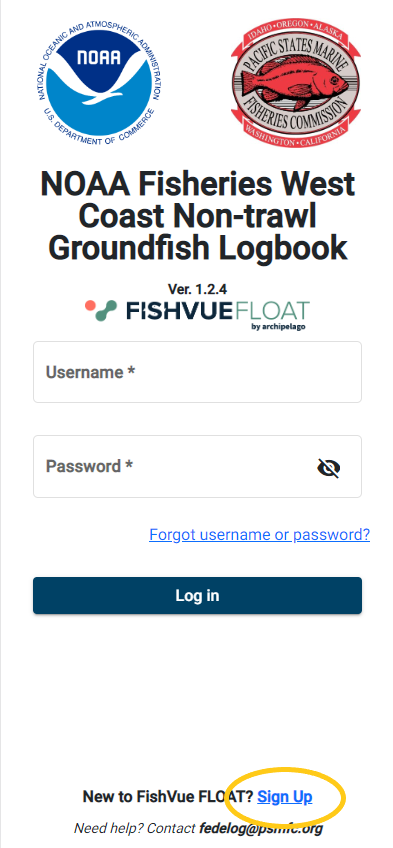 NATIONAL OCEANIC AND ATMOSPHERIC ADMINISTRATION
NOAA
U.S. DEPARTMENT OF COMMERCE
IDAHO • OREGON • ALASKA
PACIFIC STATES MARINE
FISHERIES COMMISSION
WASHINGTON • CALIFORNIA
NOAA Fisheries West
Coast Non-trawl
Groundfish Logbook
Ver. 1.2.4
FISHVUEFLOAT
by archipelago
Username *
Password *
Forgot username or password?
Log in
New to FishVue FLOAT? Sign Up
Need help? Contact fedelog@psmfc.org